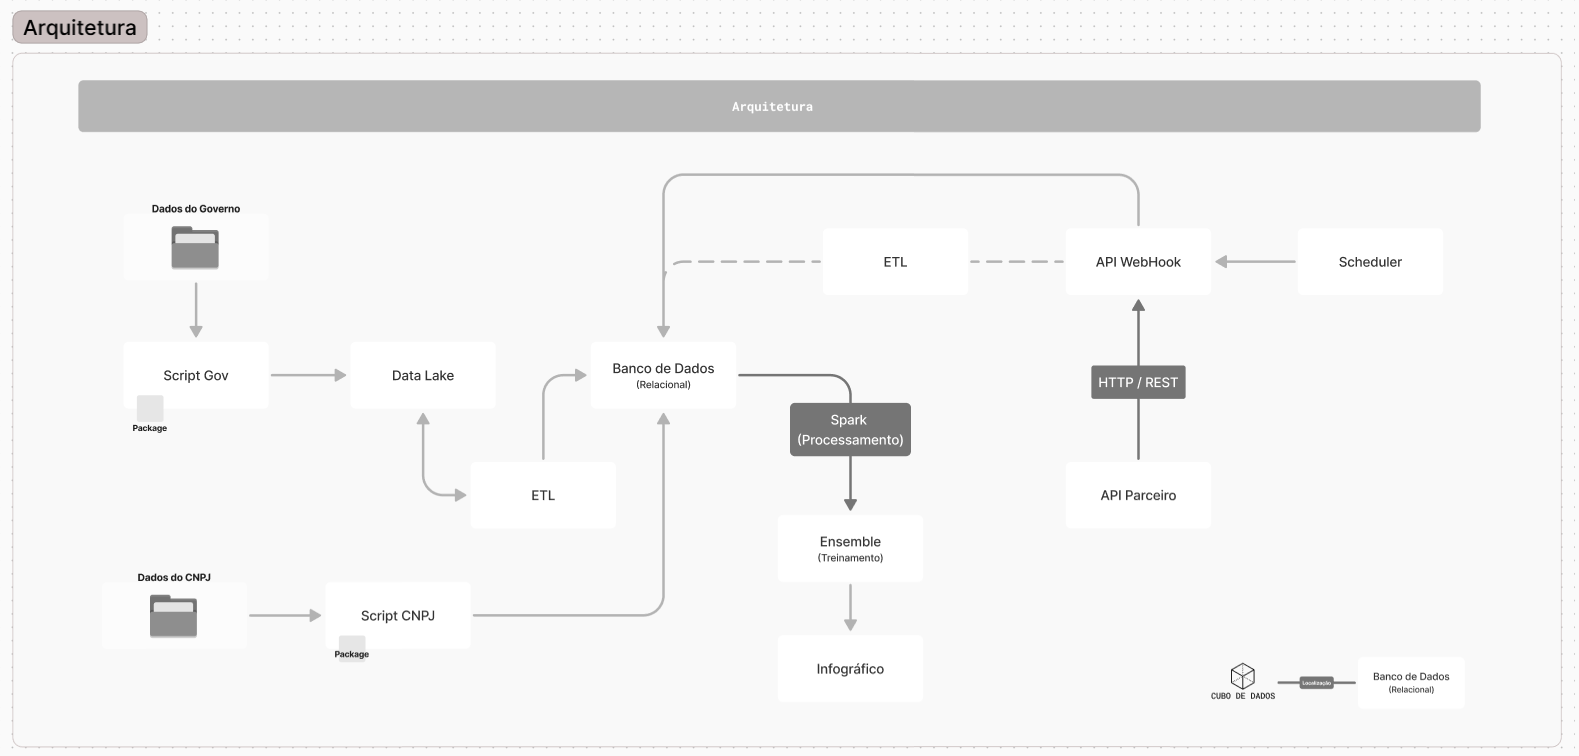 Arquitetura
Arquitetura
Dados do Governo
ETL
API WebHook
Scheduler
Script Gov
Package
Data Lake
Banco de Dados
(Relacional)
HTTP / REST
Spark
(Processamento)
ETL
API Parceiro
Ensemble
(Treinamento)
Dados do CNPJ
Script CNPJ
Package
Infográfico
CUBO DE DADOS
Localização
Banco de Dados
(Relacional)